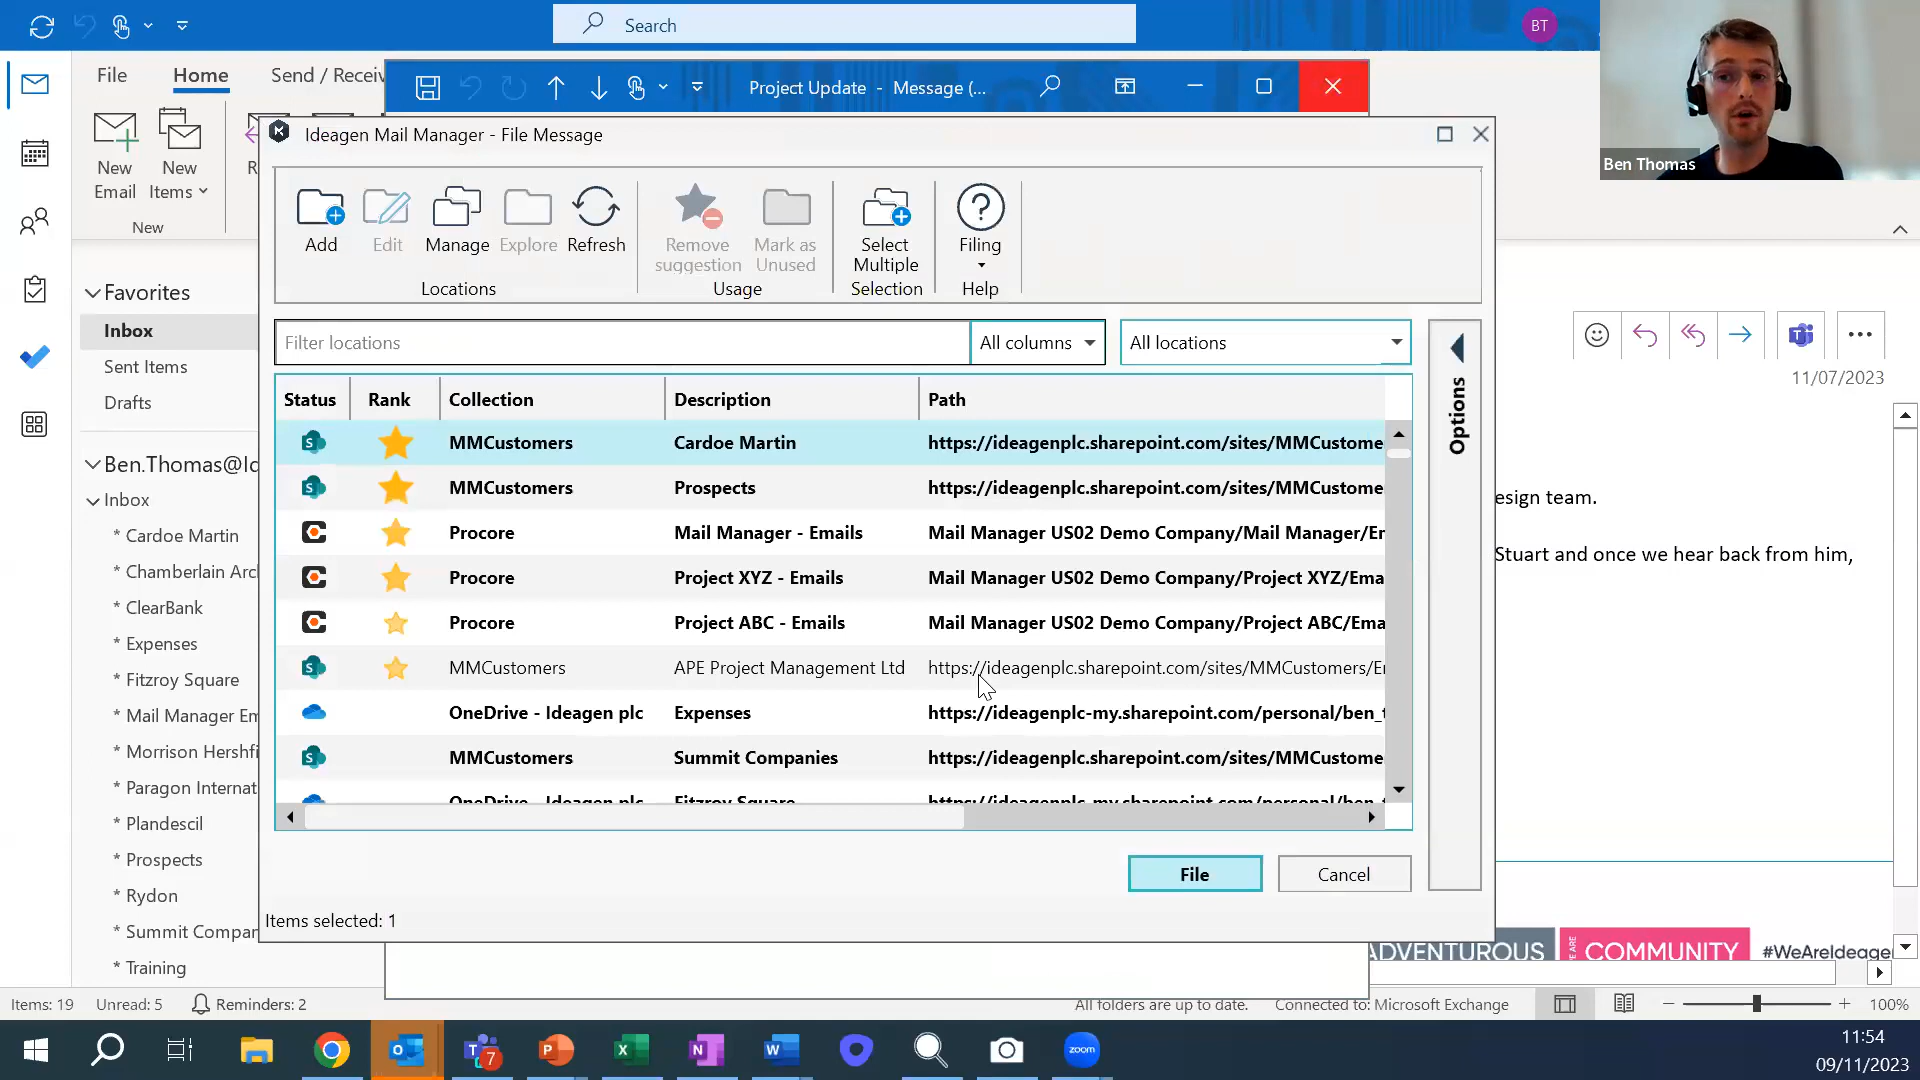 Search
BT
File
Home
Send / Receiv
Project Update - Message (...
Ben Thomas
New
Email
New
Items
New
R
Ideagen Mail Manager - File Message
Add
Edit
Manage
Explore
Refresh
Remove
suggestion
Mark as
Unused
Select
Multiple
Filing
Locations
Usage
Selection
Help
Filter locations
All columns
All locations
Options
Status Rank Collection Description Path
MMCustomers Cardoe Martin https://ideagenplc.sharepoint.com/sites/MMCustome
MMCustomers Prospects https://ideagenplc.sharepoint.com/sites/MMCustome
Procore Mail Manager - Emails Mail Manager US02 Demo Company/Mail Manager/Em
Procore Project XYZ - Emails Mail Manager US02 Demo Company/Project XYZ/Ema
Procore Project ABC - Emails Mail Manager US02 Demo Company/Project ABC/Ema
MMCustomers APE Project Management Ltd https://ideagenplc.sharepoint.com/sites/MMCustomers/E
OneDrive - Ideagen plc Expenses https://ideagenplc-my.sharepoint.com/personal/ben_t
MMCustomers Summit Companies https://ideagenplc.sharepoint.com/sites/MMCustome
OneDrive - Ideagen plc Fitzroy Square https://ideagenplc-my.sharepoint.com/personal/ben_t
File
Cancel
Items selected: 1
Favorites
Inbox
Sent Items
Drafts
Ben.Thomas@Id
Inbox
* Cardoe Martin
* Chamberlain Arc
* ClearBank
* Expenses
* Fitzroy Square
* Mail Manager Em
* Morrison Hershfi
* Paragon Internat
* Plandescil
* Prospects
* Rydon
* Summit Compar
* Training
11/07/2023
esign team.
Stuart and once we hear back from him,
ADVENTUROUS
WE ARE
COMMUNITY
#WeAreIdeagen
Items: 19
Unread: 5
Reminders: 2
All folders are up to date.
Connected to: Microsoft Exchange
100%
7
zoom
11:54
09/11/2023